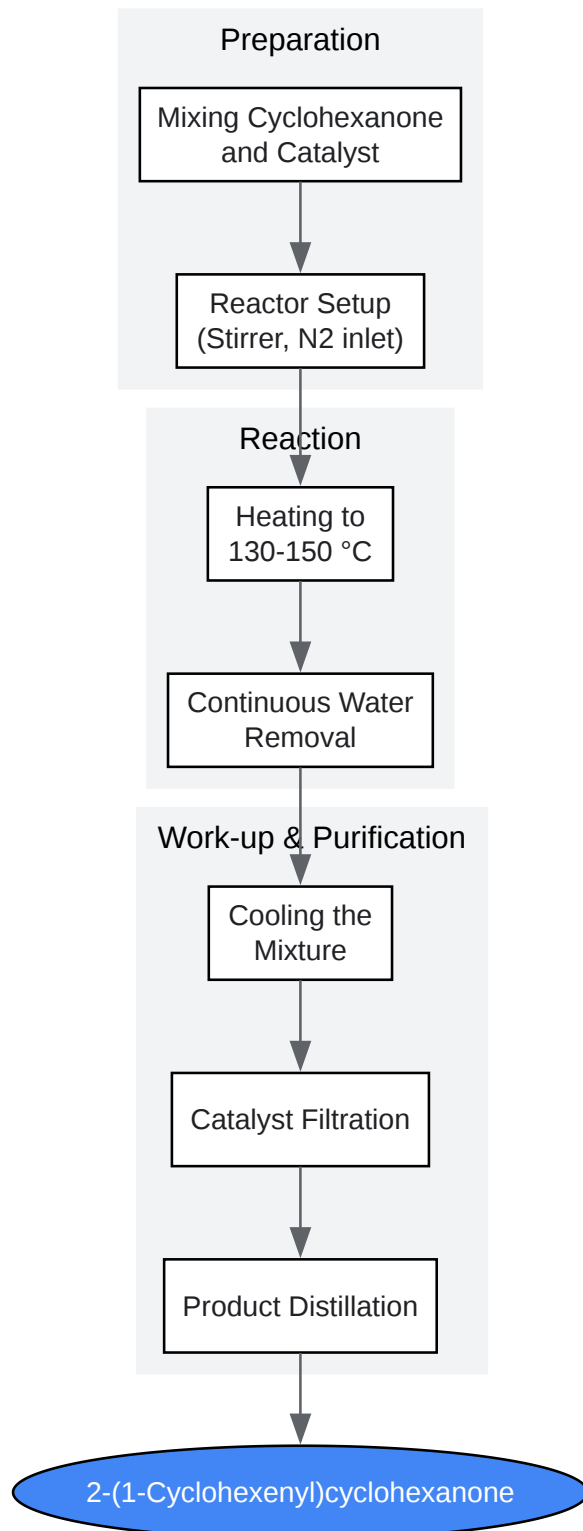 Preparation
Mixing Cyclohexanone
and Catalyst
Reactor Setup
(Stirrer, N2 inlet)
Reaction
Heating to
130-150 °C
Continuous Water
Removal
Work-up & Purification
Cooling the
Mixture
Catalyst Filtration
Product Distillation
2-(1-Cyclohexenyl)cyclohexanone